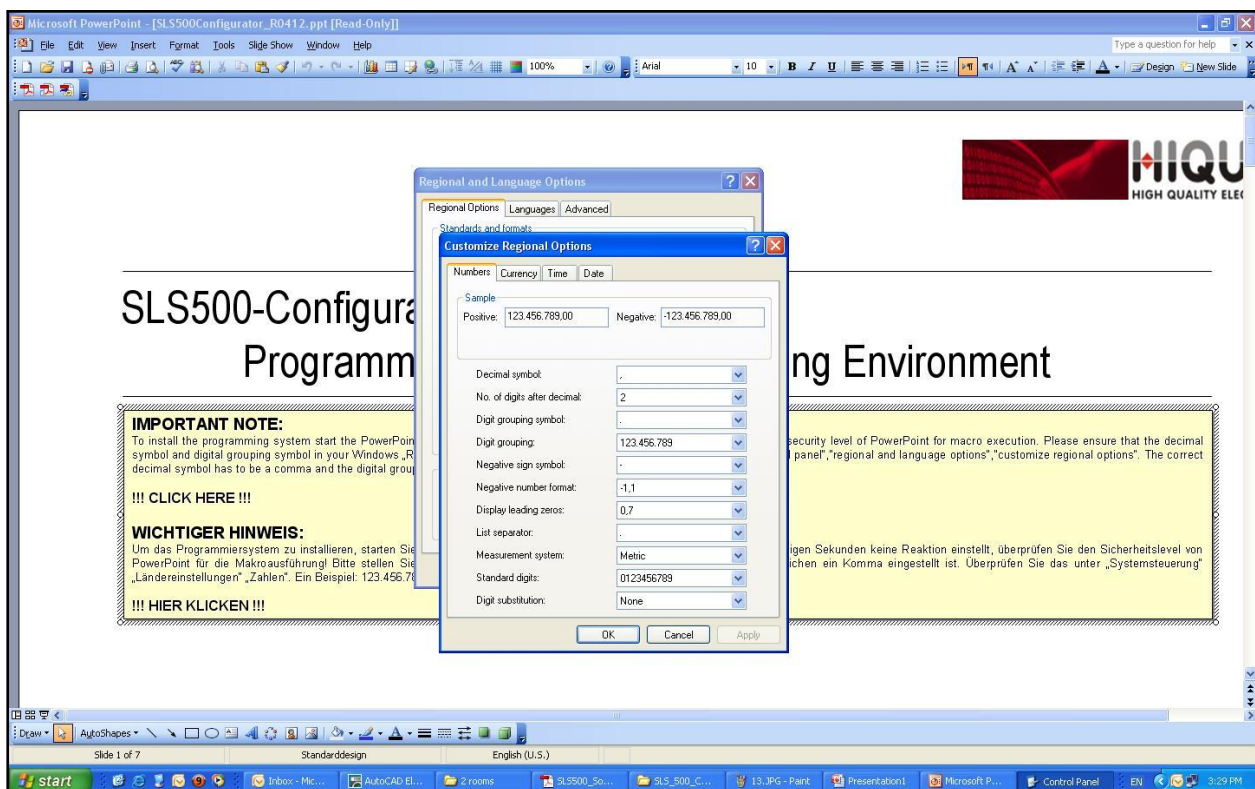 Microsoft PowerPoint - [SLS500Configurator_R0412.ppt [Read-Only]]
File Edit View Insert Format Tools Slide Show Window Help
Type a question for help
100%
Arial
10
B I U
Design
New Slide
HIQU
HIGH QUALITY ELE
SLS500-Configura
Programm
ng Environment
Regional and Language Options
Regional Options Languages Advanced
Standards and formats
Customize Regional Options
Numbers Currency Time Date
Sample
Positive: 123.456.789,00 Negative: -123.456.789,00
Decimal symbol: ,
No. of digits after decimal: 2
Digit grouping symbol: .
Digit grouping: 123.456.789
Negative sign symbol: -
Negative number format: -1,1
Display leading zeros: 0,7
List separator:
Measurement system: Metric
Standard digits: 0123456789
Digit substitution: None
OK Cancel Apply
IMPORTANT NOTE:
To install the programming system start the PowerPoin security level of PowerPoint for macro execution. Please ensure that the decimal
symbol and digital grouping symbol in your Windows „R panel","regional and language options","customize regional options". The correct
decimal symbol has to be a comma and the digital grou
!!! CLICK HERE !!!
WICHTIGER HINWEIS:
Um das Programmiersystem zu installieren, starten Sie igen Sekunden keine Reaktion einstellt, überprüfen Sie den Sicherheitslevel von
PowerPoint für die Makroausführung! Bitte stellen Sie ichen ein Komma eingestellt ist. Überprüfen Sie das unter „Systemsteuerung"
„Ländereinstellungen" „Zahlen". Ein Beispiel: 123.456.7
!!! HIER KLICKEN !!!
Draw AutoShapes
Slide 1 of 7 Standarddesign English (U.S.)
start Inbox - Mic... AutoCAD El... 2 rooms SLS500_So... SLS_500_C... 13.JPG - Paint Presentation1 Microsoft P... Control Panel EN 3:29 PM